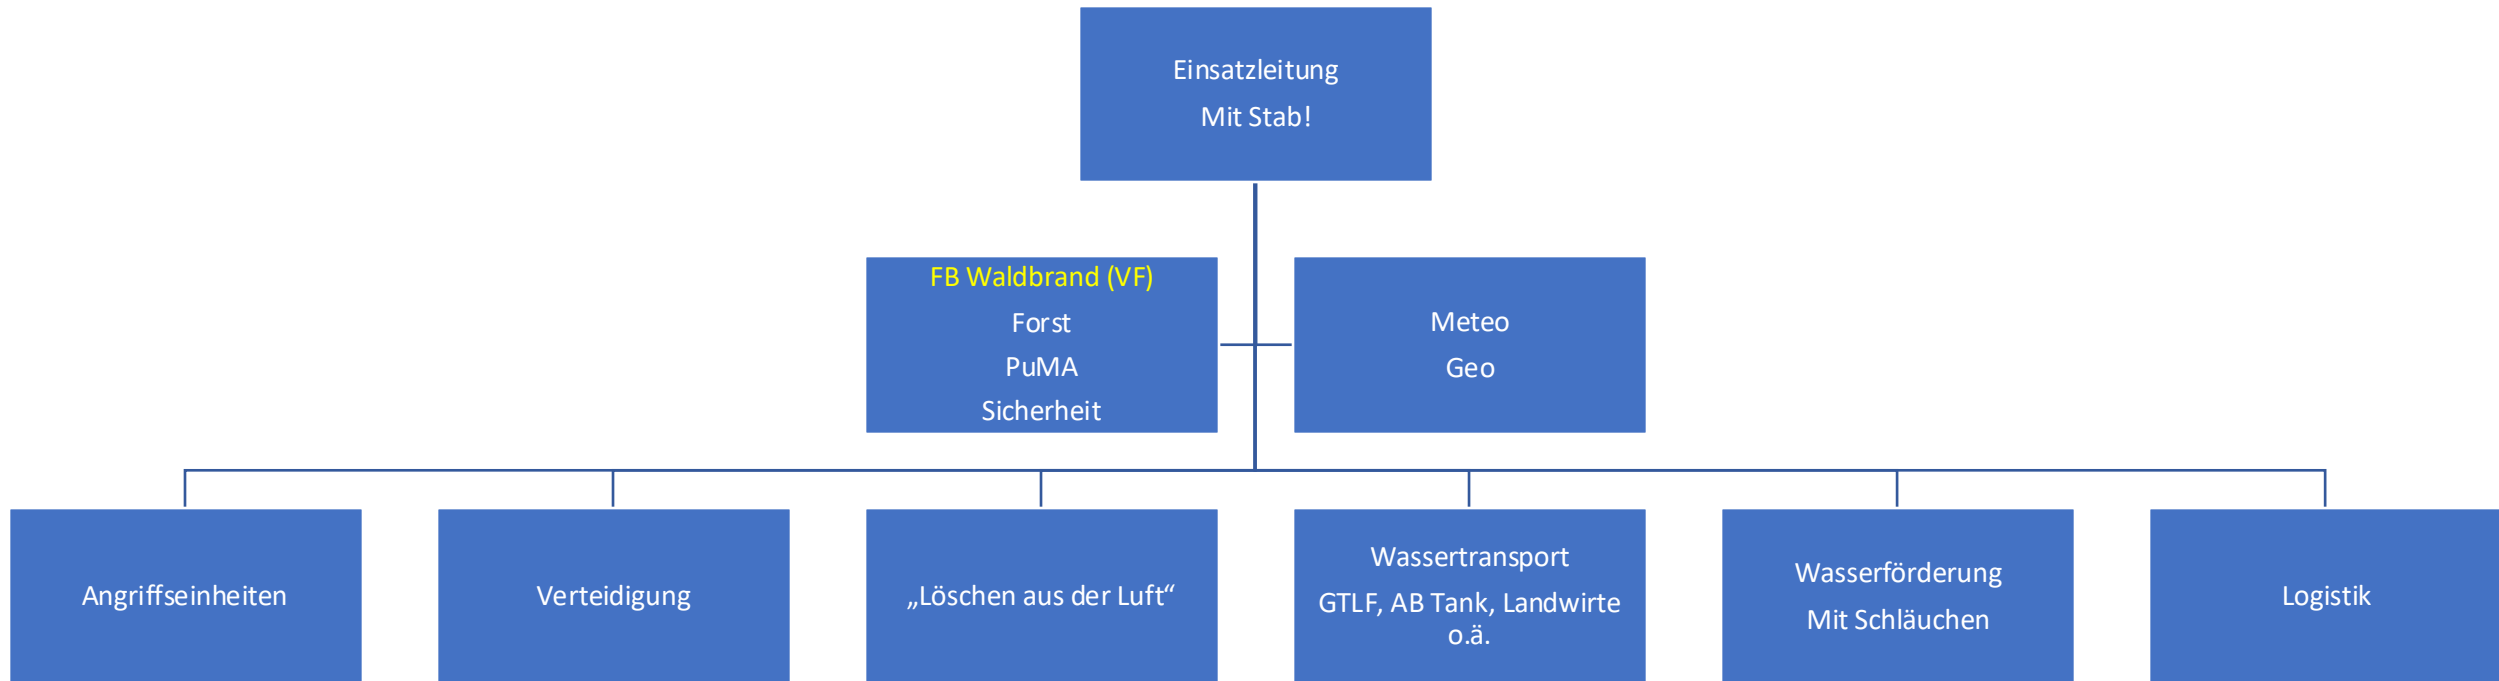 Einsatzleitung
Mit Stab!
FB Waldbrand (VF)
Forst
PuMA
Sicherheit
Meteo
Geo
Angriffseinheiten
Verteidigung
„Löschen aus der Luft“
Wassertransport
GTLF, AB Tank, Landwirte
o.ä.
Wasserförderung
Mit Schläuchen
Logistik